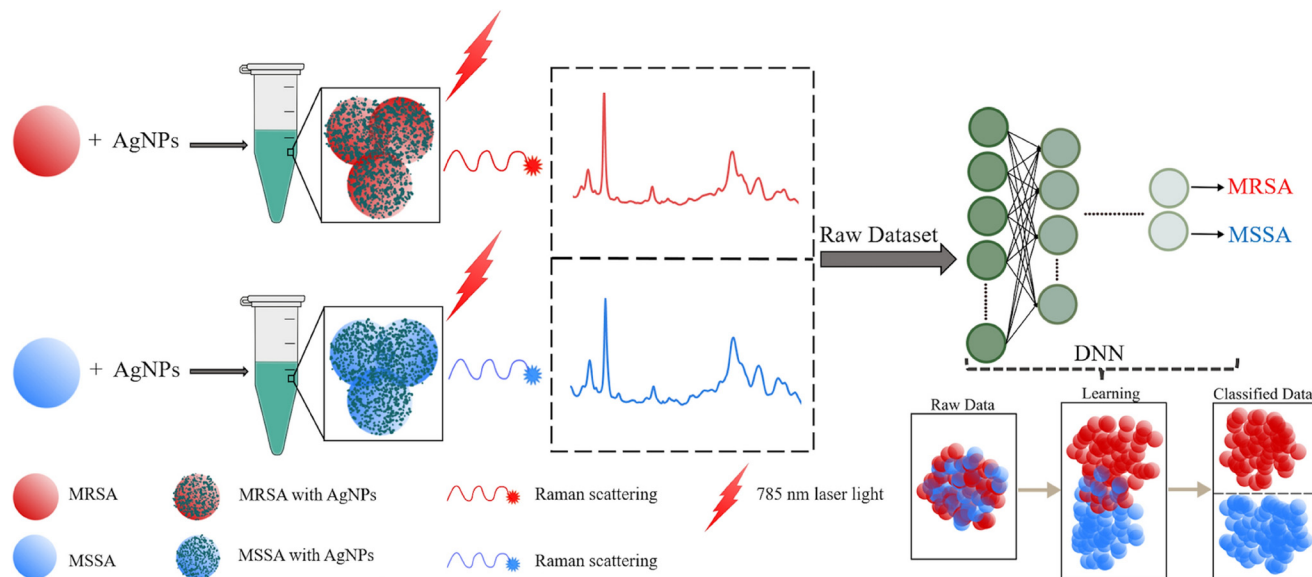 + AgNPs
Raw Dataset
MRSA
MSSA
+ AgNPs
DNN
Raw Data
Learning
Classified Data
MRSA
MRSA with AgNPs
Raman scattering
785 nm laser light
MSSA
MSSA with AgNPs
Raman scattering